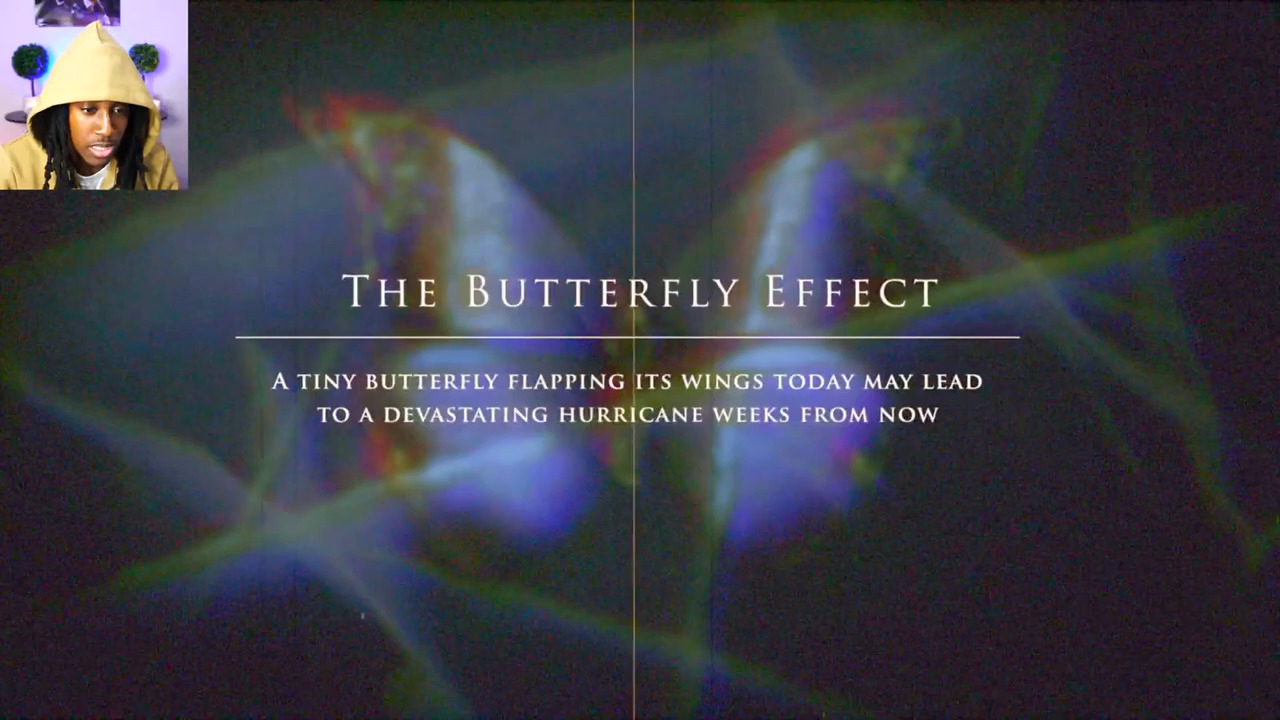 The Butterfly Effect
A tiny butterfly flapping its wings today may lead
to a devastating hurricane weeks from now